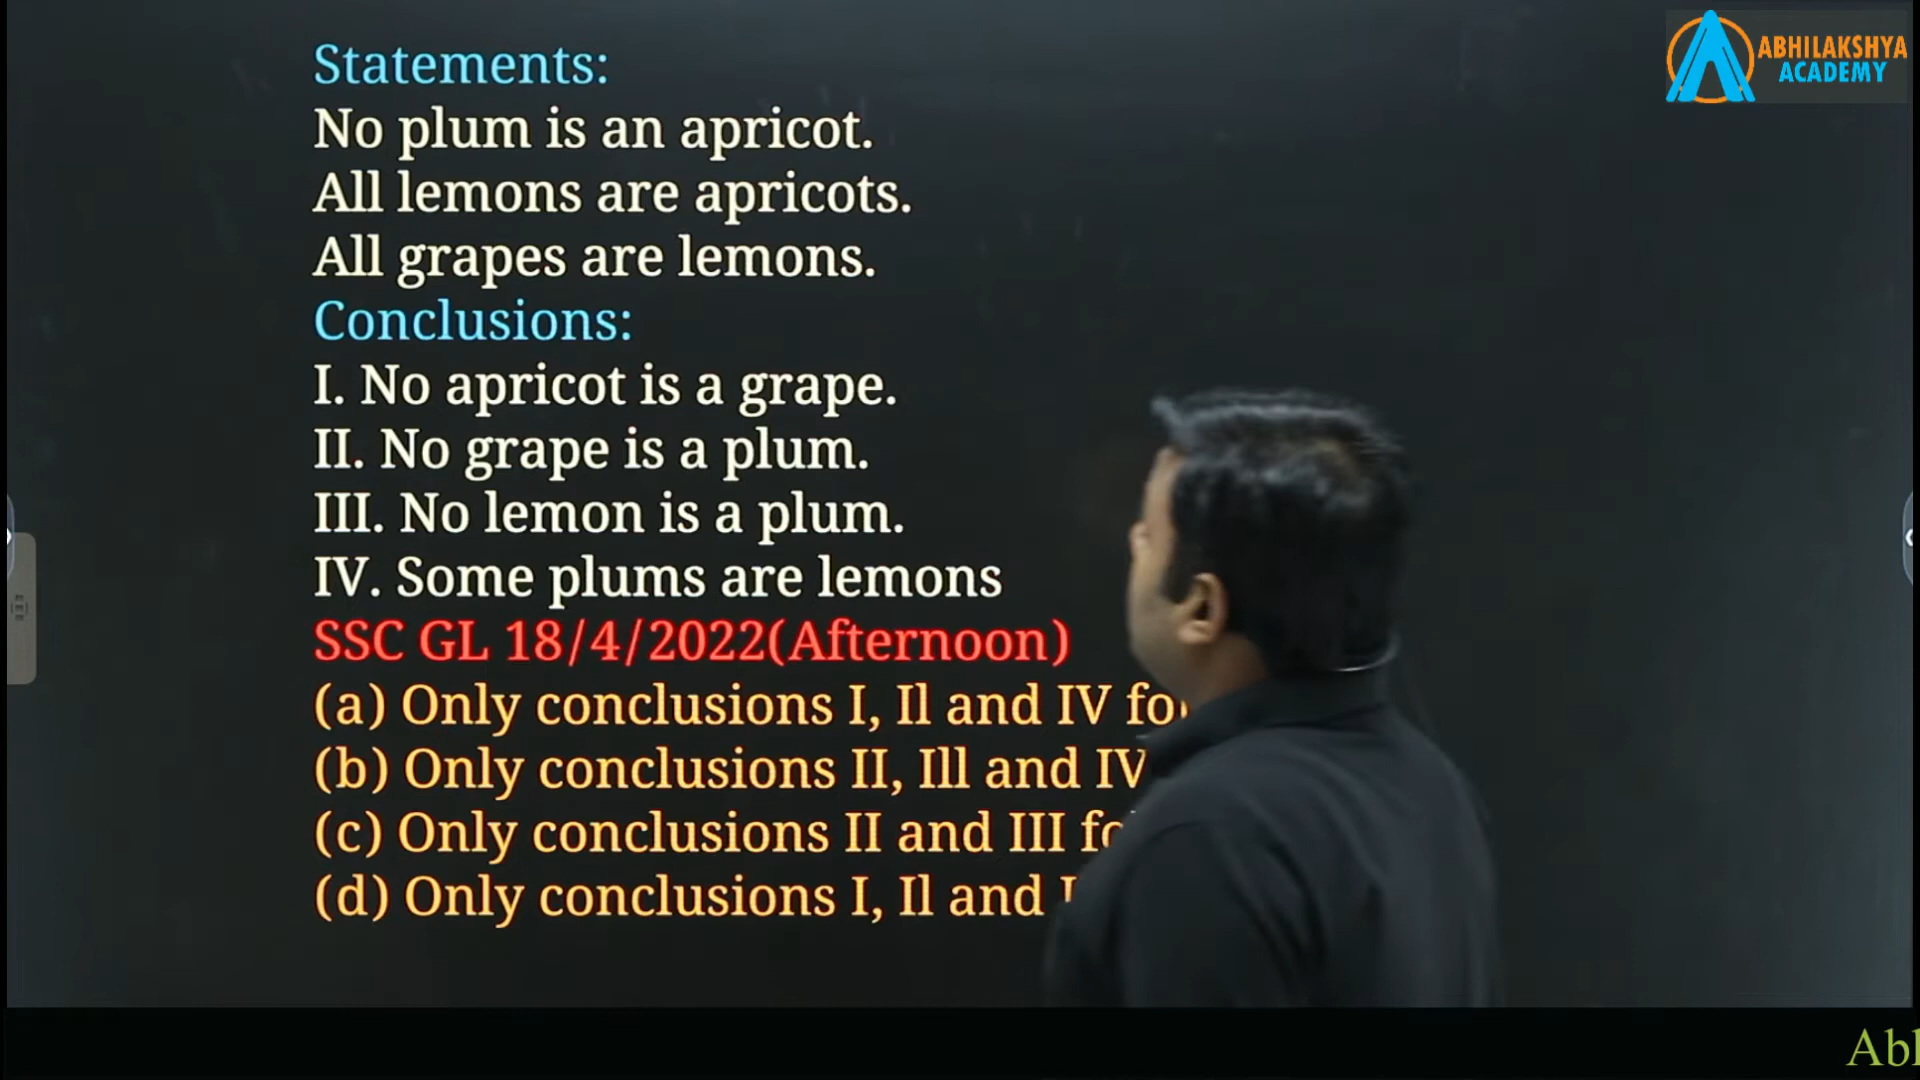 ABHILAKSHYA
ACADEMY
Statements:
No plum is an apricot.
All lemons are apricots.
All grapes are lemons.
Conclusions:
I. No apricot is a grape.
II. No grape is a plum.
III. No lemon is a plum.
IV. Some plums are lemons
SSC GL 18/4/2022(Afternoon)
(a) Only conclusions I, Il and IV
(b) Only conclusions II, Ill and IV
(c) Only conclusions II and III
(d) Only conclusions I, Il and